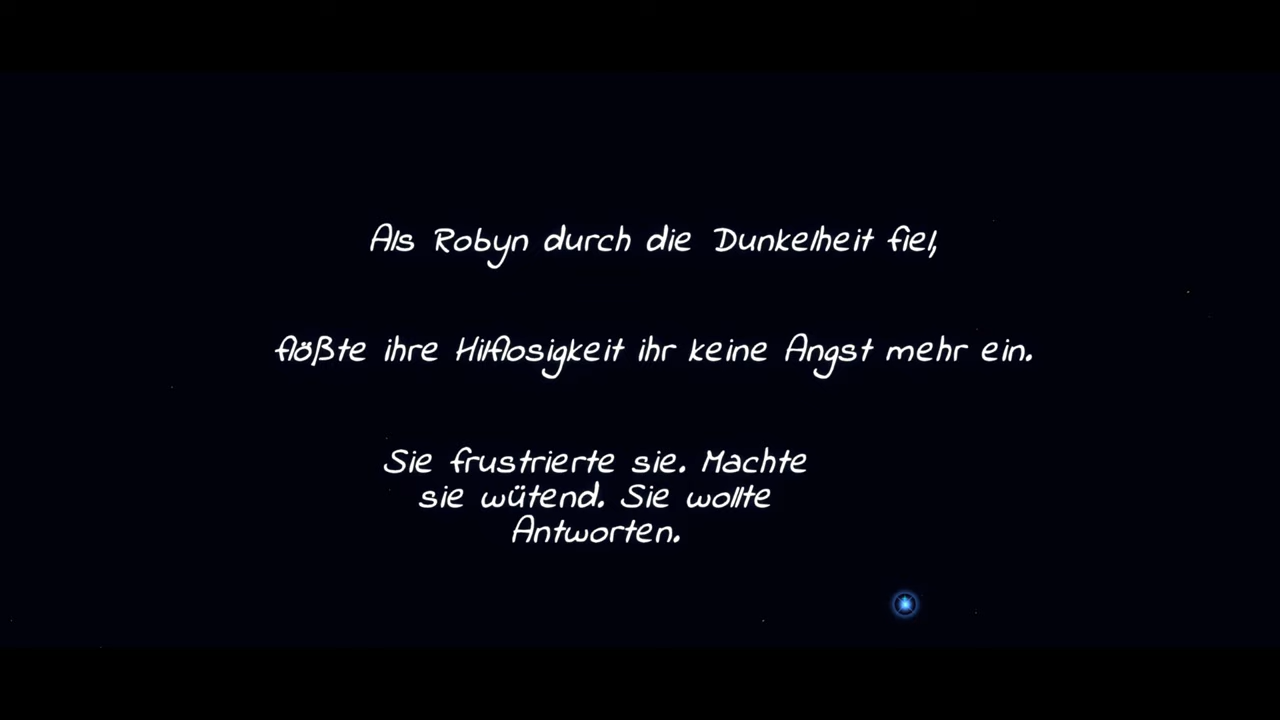 Als Robyn durch die Dunkelheit fiel,
flößte ihre Hilflosigkeit ihr keine Angst mehr ein.
Sie frustrierte sie. Machte
sie wütend. Sie wollte
Antworten.